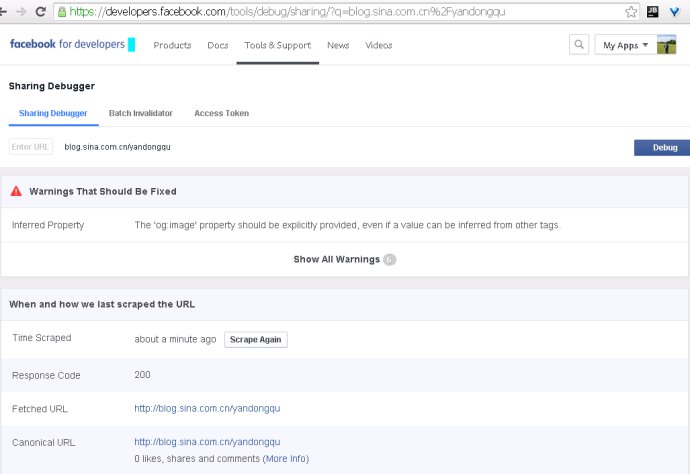 https://developers.facebook.com/tools/debug/sharing/?q=blog.sina.com.cn%2Fyandongqu
JB
facebook for developers
Products Docs Tools & Support News Videos My Apps
Sharing Debugger
Sharing Debugger Batch Invalidator Access Token
Enter URL blog.sina.com.cn/yandongqu Debug
Warnings That Should Be Fixed
Inferred Property The 'og:image' property should be explicitly provided, even if a value can be inferred from other tags.
Show All Warnings 6
When and how we last scraped the URL
Time Scraped about a minute ago Scrape Again
Response Code 200
Fetched URL http://blog.sina.com.cn/yandongqu
Canonical URL http://blog.sina.com.cn/yandongqu
0 likes, shares and comments (More Info)